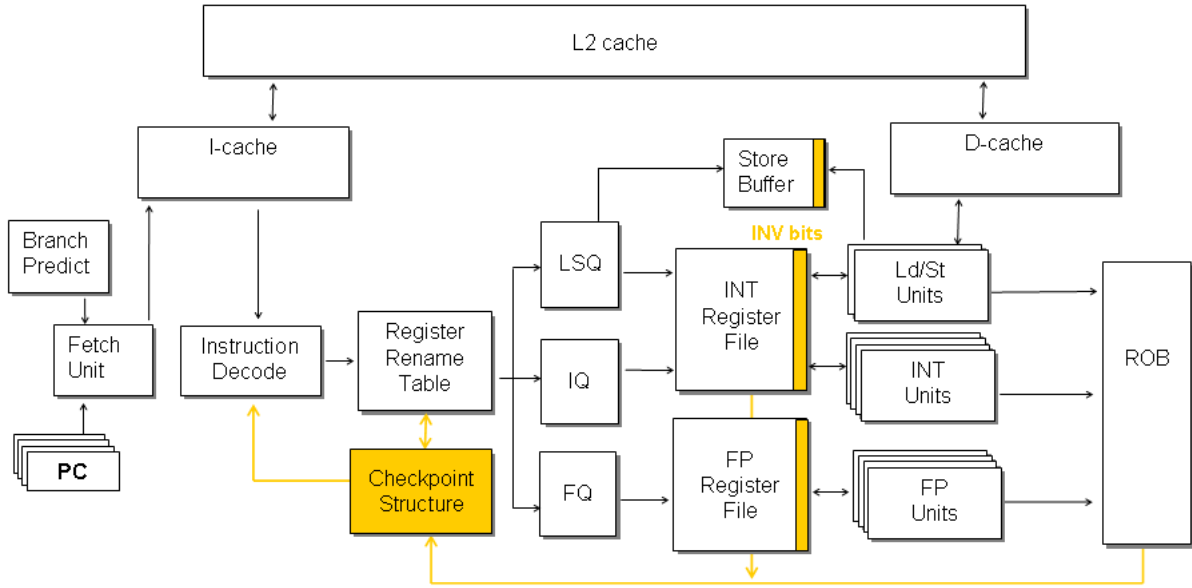 L2 cache
I-cache
D-cache
Store
Buffer
Branch
Predict
INV bits
LSQ
INT
Register
File
Ld/St
Units
Fetch
Unit
Instruction
Decode
Register
Rename
Table
IQ
INT
Units
ROB
PC
Checkpoint
Structure
FQ
FP
Register
File
FP
Units